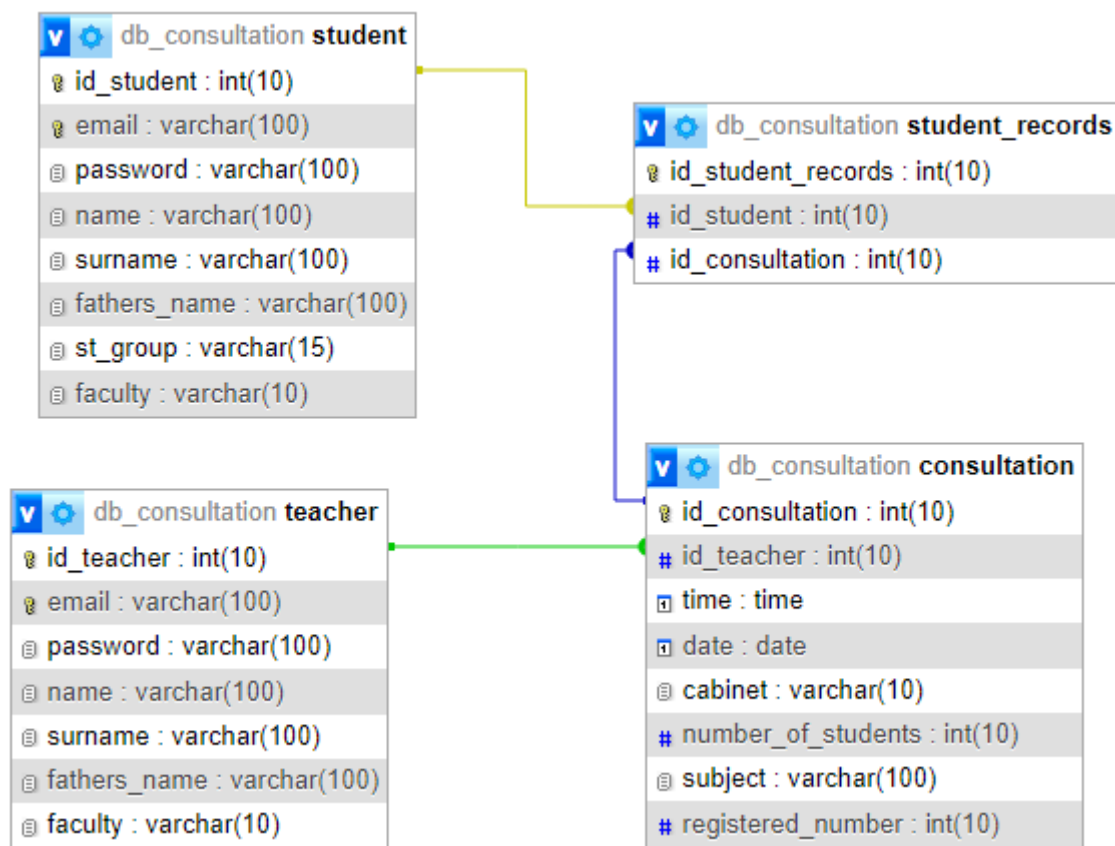 v db_consultation student
id_student : int(10)
email : varchar(100)
password : varchar(100)
name : varchar(100)
surname : varchar(100)
fathers_name : varchar(100)
st_group : varchar(15)
faculty : varchar(10)
v db_consultation student_records
id_student_records : int(10)
# id_student : int(10)
# id_consultation : int(10)
v db_consultation teacher
id_teacher : int(10)
email : varchar(100)
password : varchar(100)
name : varchar(100)
surname : varchar(100)
fathers_name : varchar(100)
faculty : varchar(10)
v db_consultation consultation
id_consultation : int(10)
# id_teacher : int(10)
time : time
date : date
cabinet : varchar(10)
# number_of_students : int(10)
subject : varchar(100)
# registered_number : int(10)